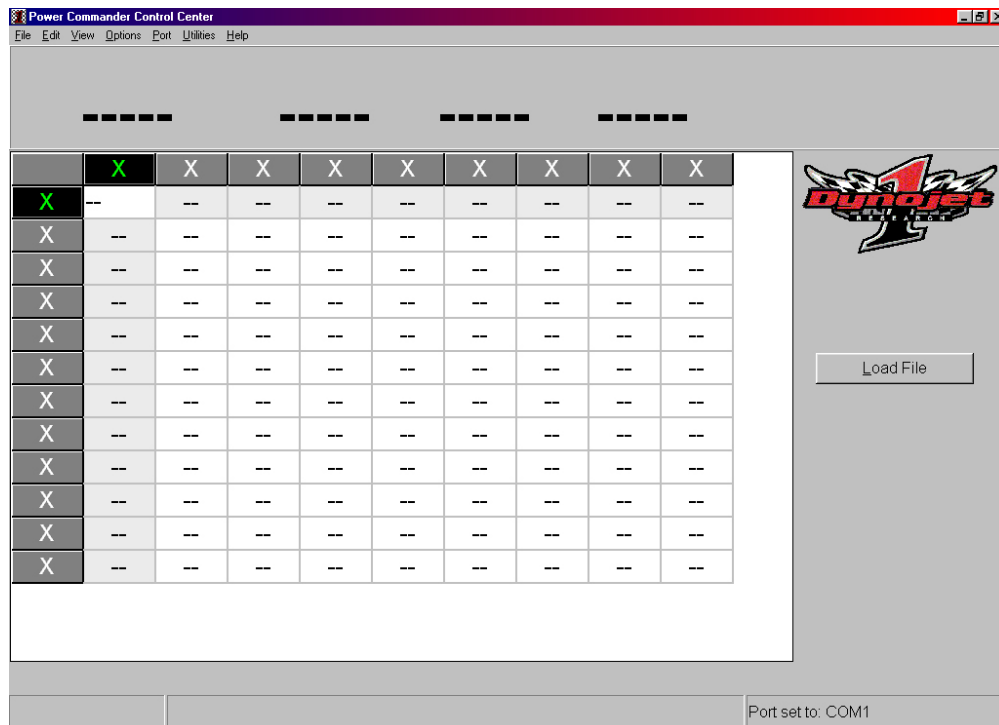 Power Commander Control Center
File Edit View Options Port Utilities Help
----- ----- ----- -----
X X X X X X X X X
X -- -- -- -- -- -- -- -- --
X -- -- -- -- -- -- -- -- --
X -- -- -- -- -- -- -- -- --
X -- -- -- -- -- -- -- -- --
X -- -- -- -- -- -- -- -- --
X -- -- -- -- -- -- -- -- --
X -- -- -- -- -- -- -- -- --
X -- -- -- -- -- -- -- -- --
X -- -- -- -- -- -- -- -- --
X -- -- -- -- -- -- -- -- --
X -- -- -- -- -- -- -- -- --
X -- -- -- -- -- -- -- -- --
1
Dynojet
RESEARCH
Load File
Port set to: COM1